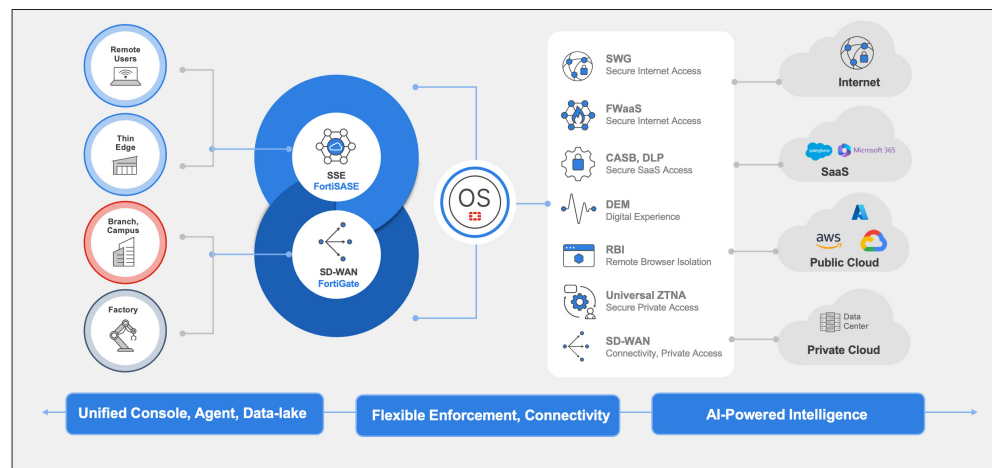 Remote
Users
Thin
Edge
Branch,
Campus
Factory
SSE
FortiSASE
SD-WAN
FortiGate
OS
SWG
Secure Internet Access
FWaaS
Secure Internet Access
CASB, DLP
Secure SaaS Access
DEM
Digital Experience
RBI
Remote Browser Isolation
Universal ZTNA
Secure Private Access
SD-WAN
Connectivity, Private Access
Internet
salesforce
Microsoft 365
SaaS
aws
Public Cloud
Data
Center
Private Cloud
Unified Console, Agent, Data-lake
Flexible Enforcement, Connectivity
AI-Powered Intelligence